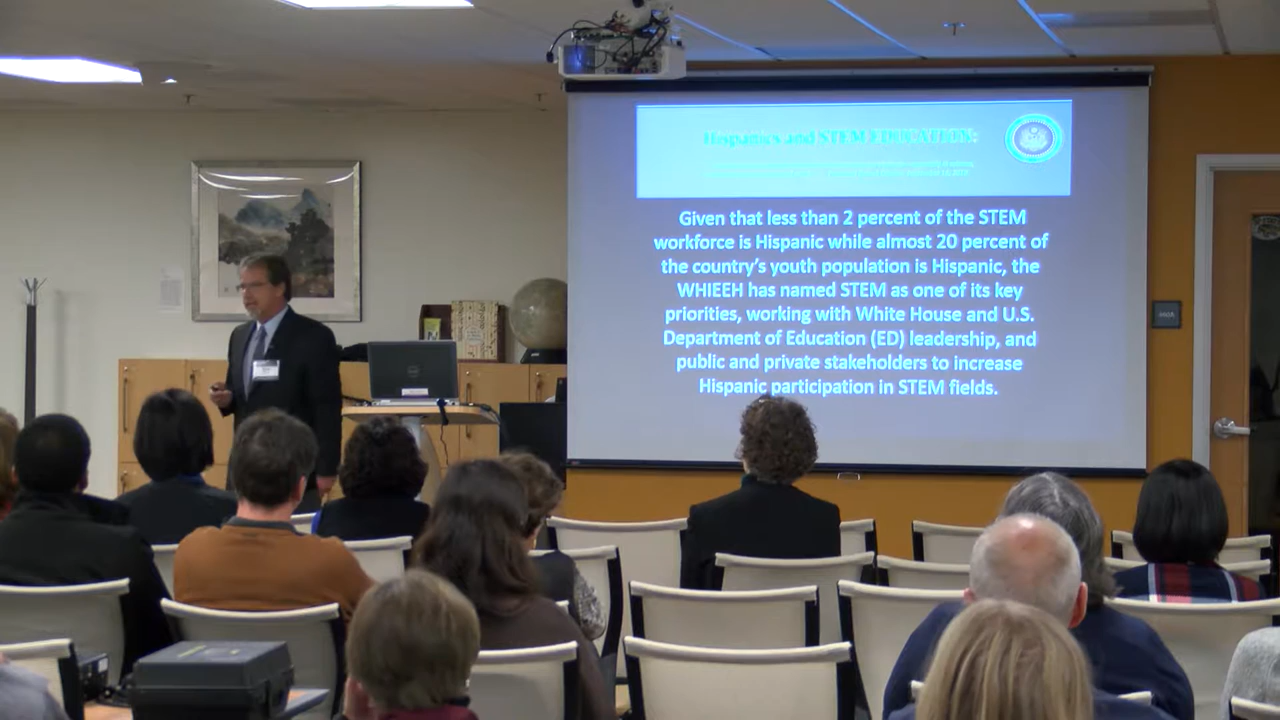 Hispanics and STEM EDUCATION:
Given that less than 2 percent of the STEM
workforce is Hispanic while almost 20 percent of
the country's youth population is Hispanic, the
WHIEEH has named STEM as one of its key
priorities, working with White House and U.S.
Department of Education (ED) leadership, and
public and private stakeholders to increase
Hispanic participation in STEM fields.